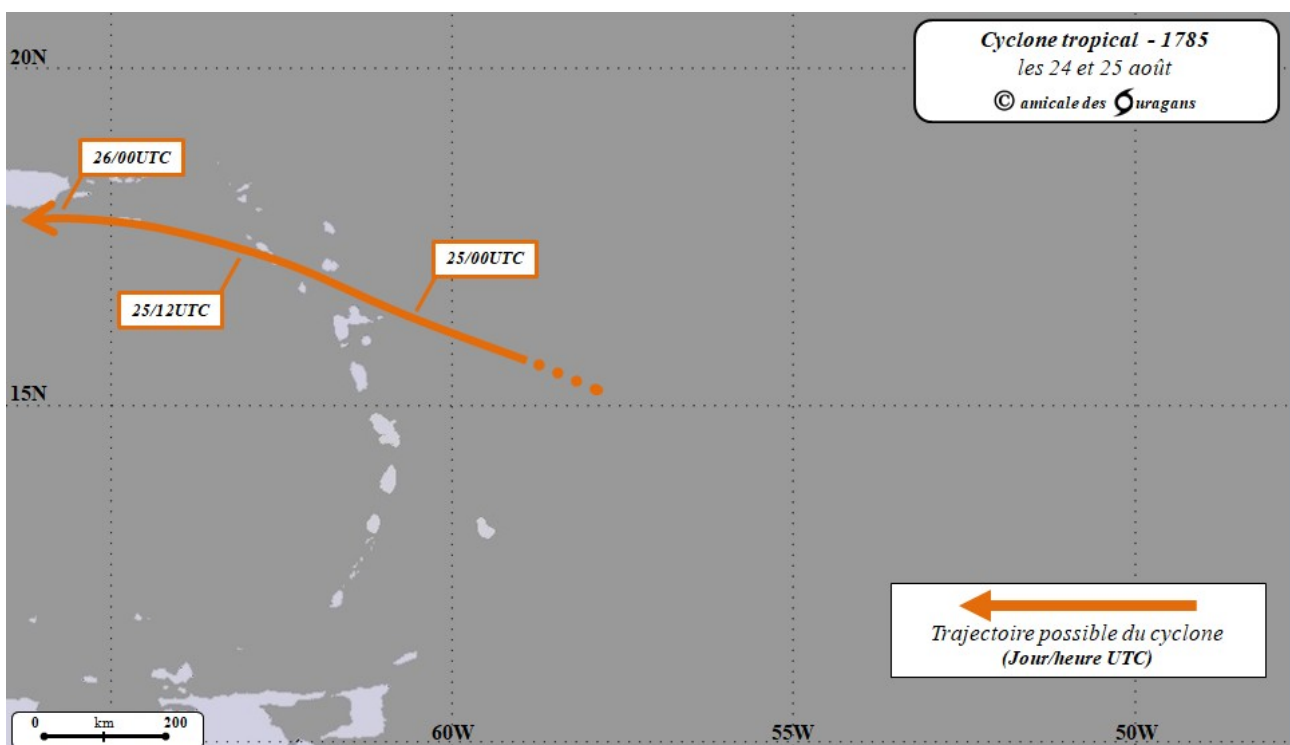 Cyclone tropical - 1785
les 24 et 25 août
© amicale des Ouragans
20N
26/00UTC
25/00UTC
25/12UTC
15N
Trajectoire possible du cyclone
(Jour/heure UTC)
0 km 200
60W
55W
50W